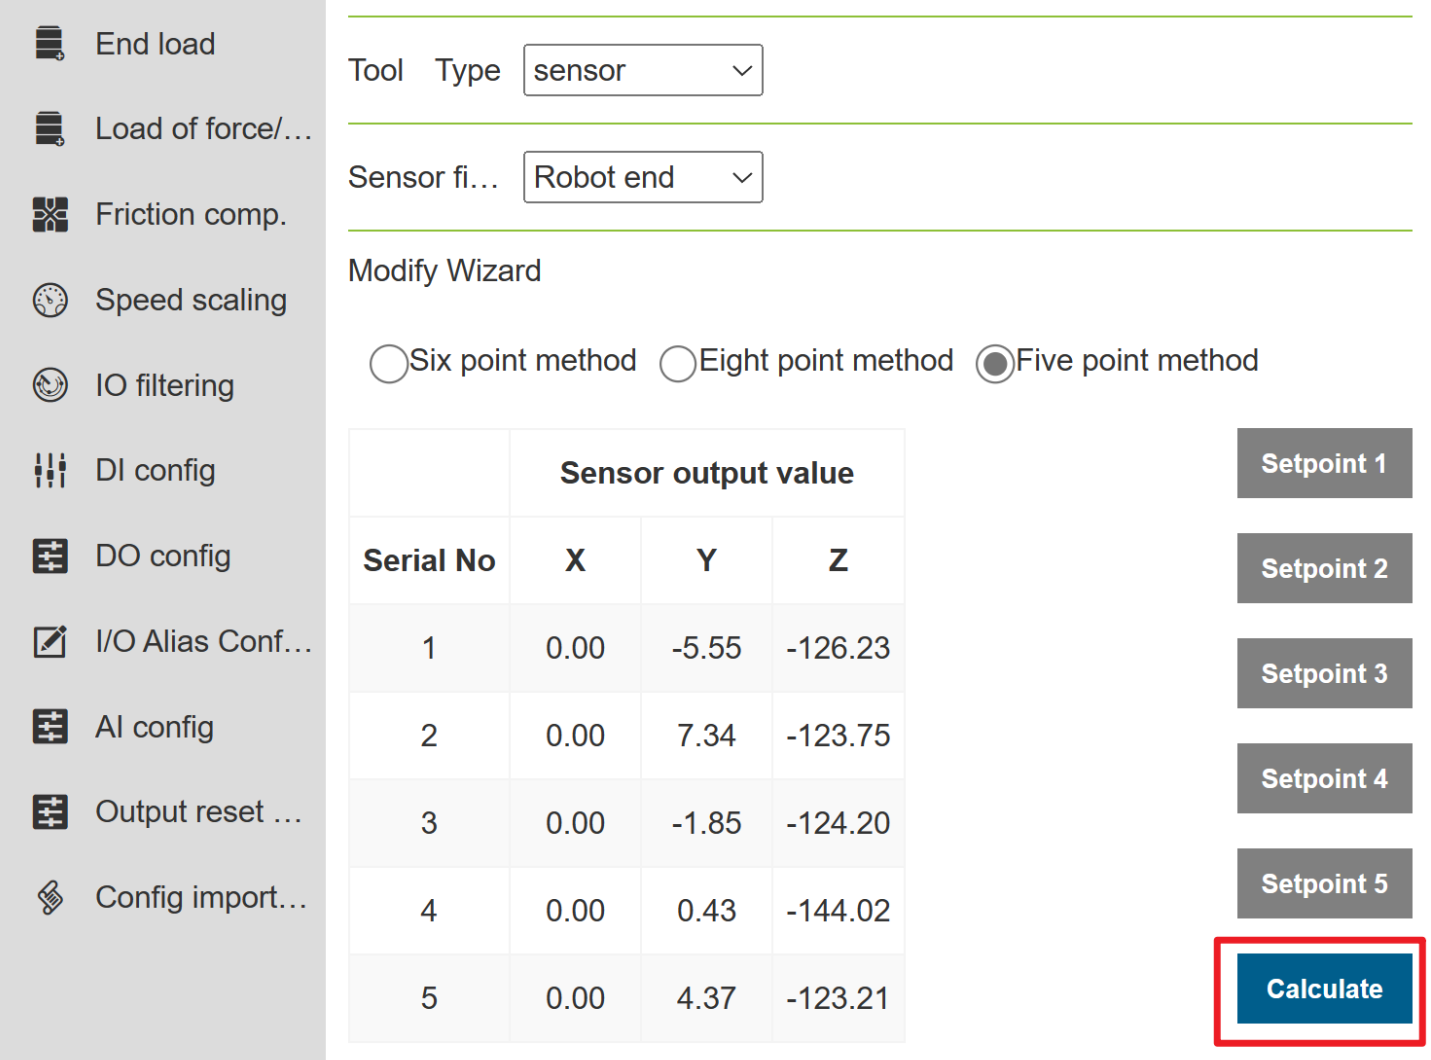 End load
Load of force/...
Friction comp.
Speed scaling
IO filtering
DI config
DO config
I/O Alias Conf...
AI config
Output reset ...
Config import...
Tool Type sensor
Sensor fi... Robot end
Modify Wizard
Six point method Eight point method Five point method
Sensor output value
Serial No X Y Z
1 0.00 -5.55 -126.23
2 0.00 7.34 -123.75
3 0.00 -1.85 -124.20
4 0.00 0.43 -144.02
5 0.00 4.37 -123.21
Setpoint 1
Setpoint 2
Setpoint 3
Setpoint 4
Setpoint 5
Calculate